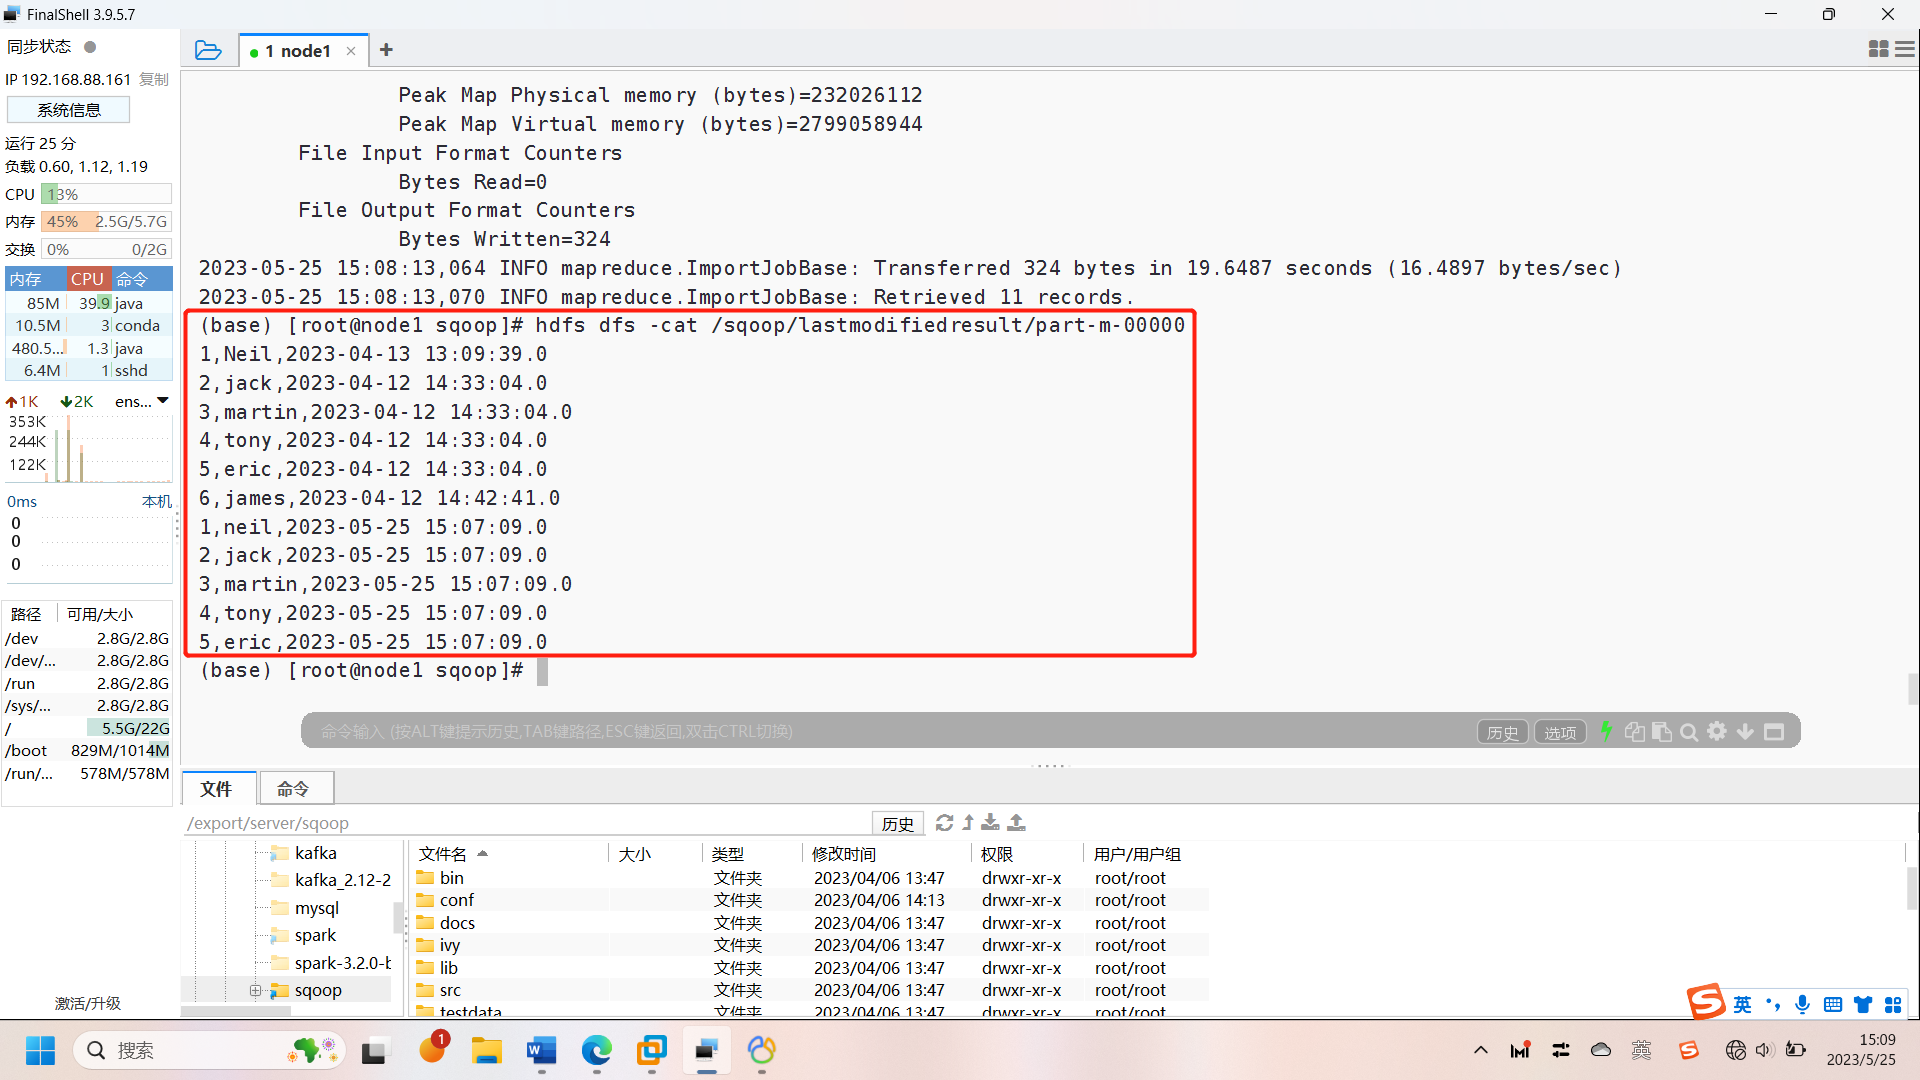 FinalShell 3.9.5.7
同步状态
IP 192.168.88.161 复制
系统信息
运行 25 分
负载 0.60, 1.12, 1.19
CPU 13%
内存 45% 2.5G/5.7G
交换 0% 0/2G
内存 CPU 命令
85M 39.9 java
10.5M 3 conda
480.5... 1.3 java
6.4M 1 sshd
1K 2K ens...
353K
244K
122K
0ms 本机
0
0
0
路径 可用/大小
/dev 2.8G/2.8G
/dev/... 2.8G/2.8G
/run 2.8G/2.8G
/sys/... 2.8G/2.8G
/ 5.5G/22G
/boot 829M/1014M
/run/... 578M/578M
激活/升级
1 node1
Peak Map Physical memory (bytes)=232026112
Peak Map Virtual memory (bytes)=2799058944
File Input Format Counters
Bytes Read=0
File Output Format Counters
Bytes Written=324
2023-05-25 15:08:13,064 INFO mapreduce.ImportJobBase: Transferred 324 bytes in 19.6487 seconds (16.4897 bytes/sec)
2023-05-25 15:08:13,070 INFO mapreduce.ImportJobBase: Retrieved 11 records.
(base) [root@node1 sqoop]# hdfs dfs -cat /sqoop/lastmodifiedresult/part-m-00000
1,Neil,2023-04-13 13:09:39.0
2,jack,2023-04-12 14:33:04.0
3,martin,2023-04-12 14:33:04.0
4,tony,2023-04-12 14:33:04.0
5,eric,2023-04-12 14:33:04.0
6,james,2023-04-12 14:42:41.0
1,neil,2023-05-25 15:07:09.0
2,jack,2023-05-25 15:07:09.0
3,martin,2023-05-25 15:07:09.0
4,tony,2023-05-25 15:07:09.0
5,eric,2023-05-25 15:07:09.0
(base) [root@node1 sqoop]#
命令输入 (按ALT键提示历史,TAB键路径,ESC键返回,双击CTRL切换)
历史 选项
文件 命令
/export/server/sqoop
历史
kafka
kafka_2.12-2
mysql
spark
spark-3.2.0-b
sqoop
文件名 大小 类型 修改时间 权限 用户/用户组
bin 文件夹 2023/04/06 13:47 drwxr-xr-x root/root
conf 文件夹 2023/04/06 14:13 drwxr-xr-x root/root
docs 文件夹 2023/04/06 13:47 drwxr-xr-x root/root
ivy 文件夹 2023/04/06 13:47 drwxr-xr-x root/root
lib 文件夹 2023/04/06 13:47 drwxr-xr-x root/root
src 文件夹 2023/04/06 13:47 drwxr-xr-x root/root
testdata 文件夹 2023/04/06 13:47 drwxr-xr-x root/root
英
搜索
1
英
15:09
2023/5/25